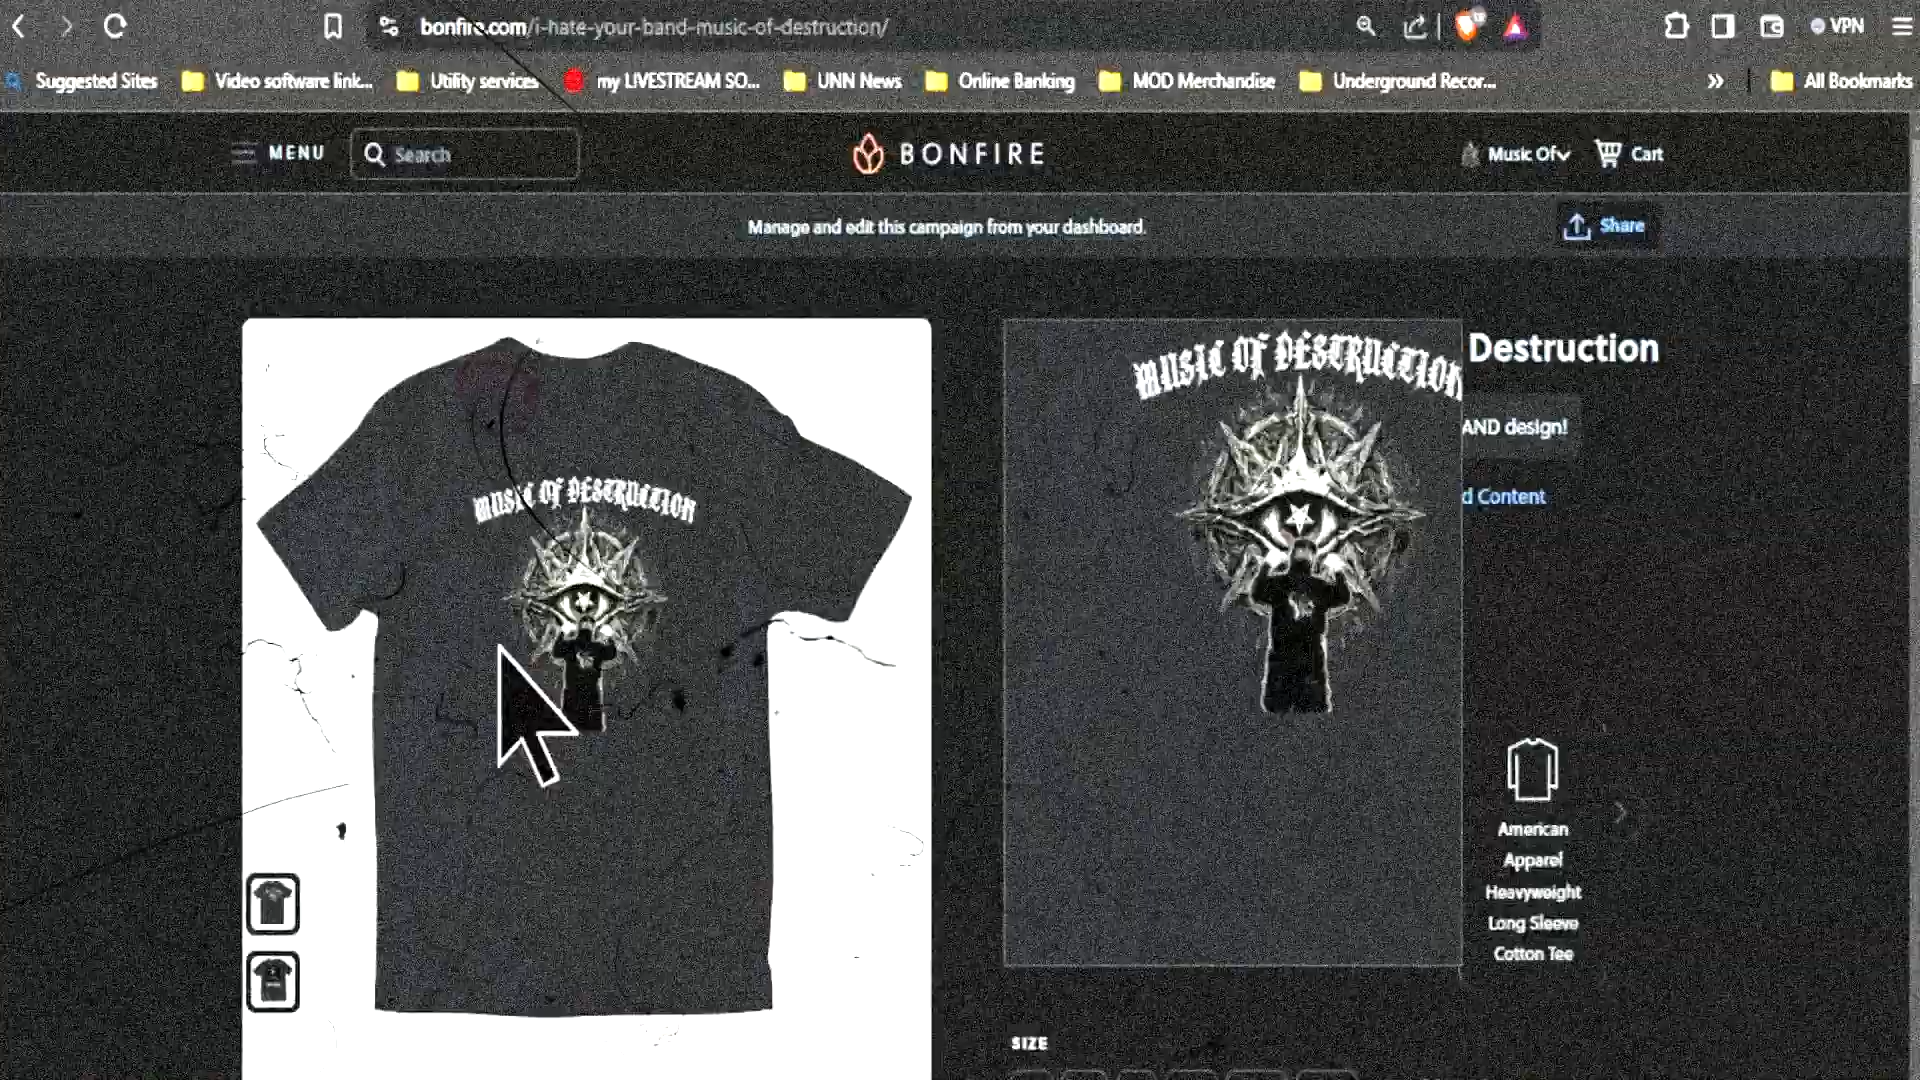 bonfire.com/i-hate-your-band-music-of-destruction/
VPN
Suggested Sites
Video software link...
Utility services
my LIVESTREAM SO...
UNN News
Online Banking
MOD Merchandise
Underground Recor...
All Bookmarks
MENU
Search
BONFIRE
Music Of
Cart
Manage and edit this campaign from your dashboard.
Share
MUSIC OF DESTRUCTION
MUSIC OF DESTRUCTION
Destruction
AND design!
d Content
American
Apparel
Heavyweight
Long Sleeve
Cotton Tee
SIZE